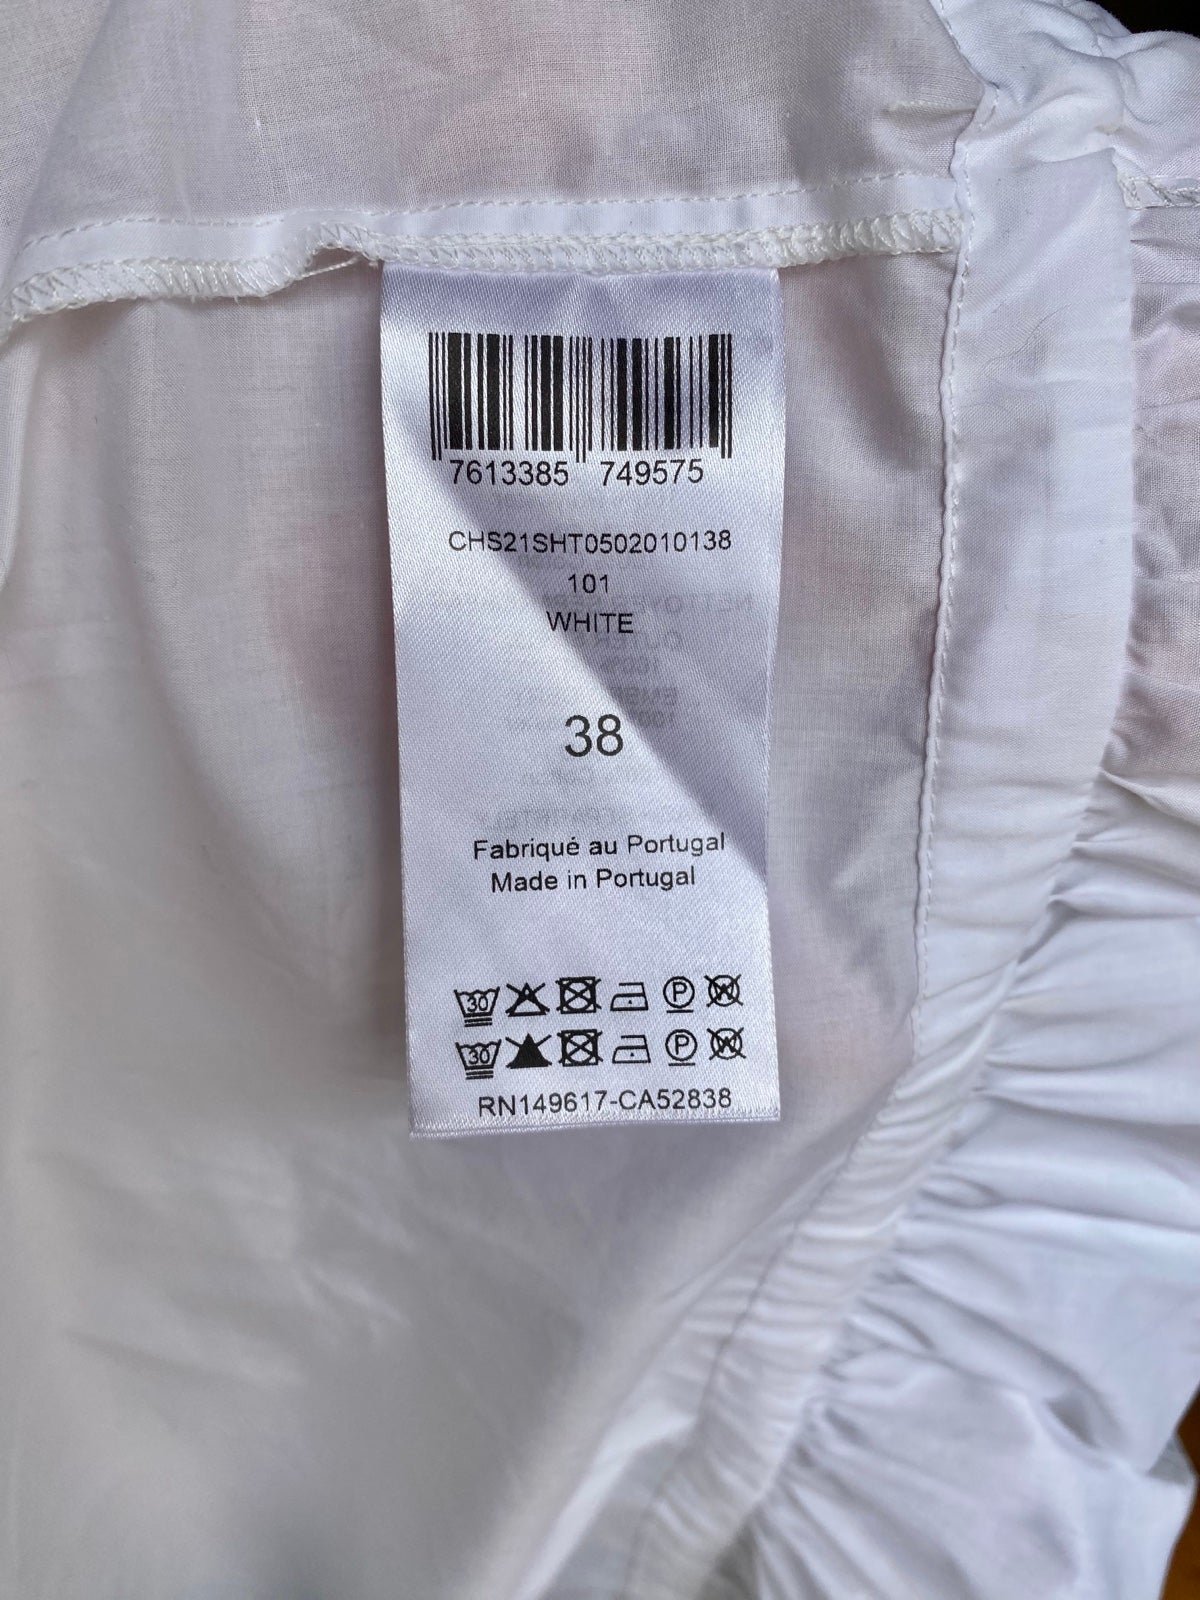 7613385 749575
CHS21SHT0502010138
101
WHITE
38
Fabriqué au Portugal
Made in Portugal
30 P W
30 P W
RN149617-CA52838